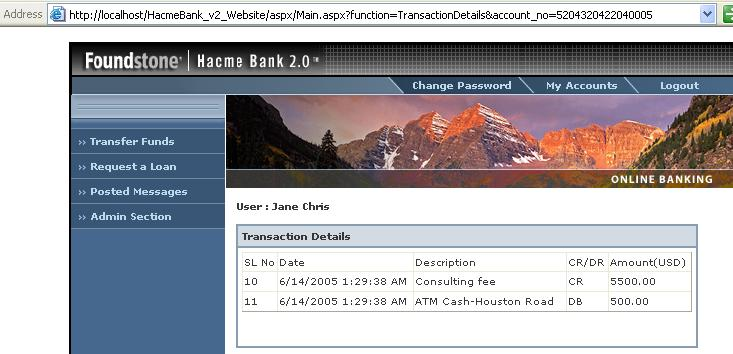 Address http://localhost/HacmeBank_v2_Website/aspx/Main.aspx?function=TransactionDetails&account_no=5204320422040005
Foundstone® | Hacme Bank 2.0™
Change Password My Accounts Logout
›› Transfer Funds
›› Request a Loan
›› Posted Messages
›› Admin Section
ONLINE BANKING
User : Jane Chris
Transaction Details
SL No Date Description CR/DR Amount(USD)
10 6/14/2005 1:29:38 AM Consulting fee CR 5500.00
11 6/14/2005 1:29:38 AM ATM Cash-Houston Road DB 500.00